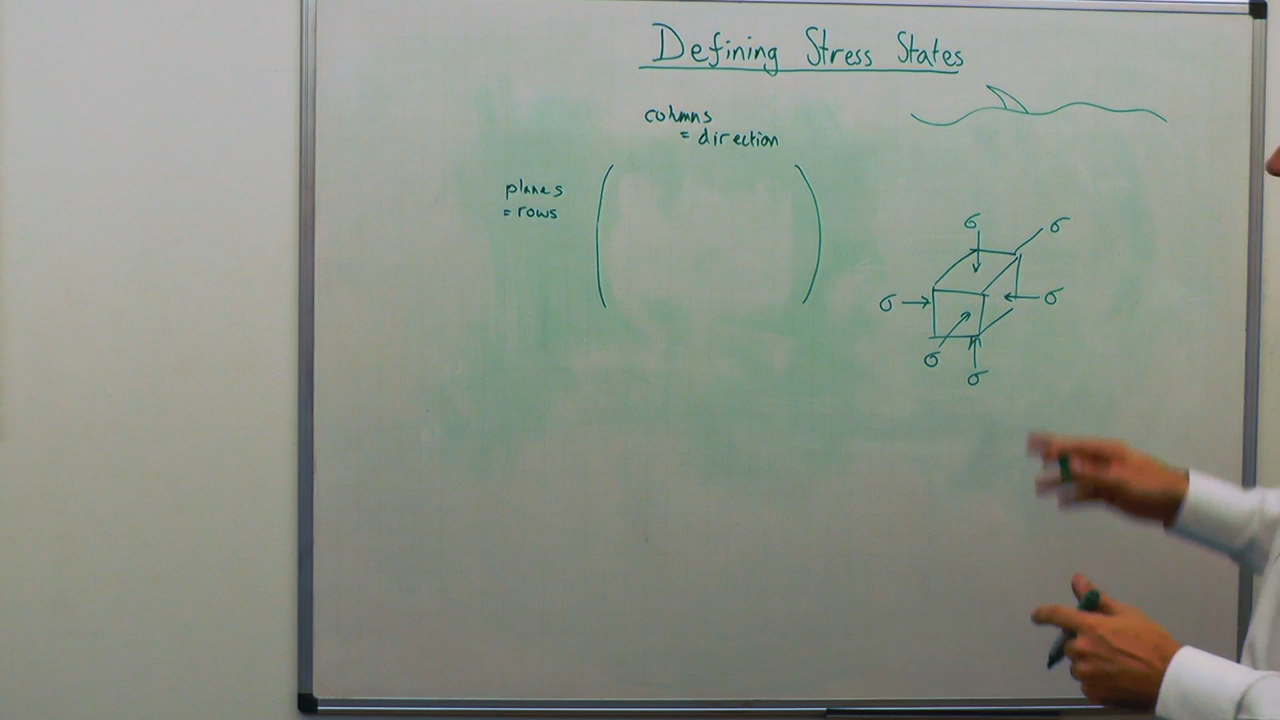 Defining Stress States
columns
= direction
planes
= rows
σ
σ
σ
σ
σ
σ